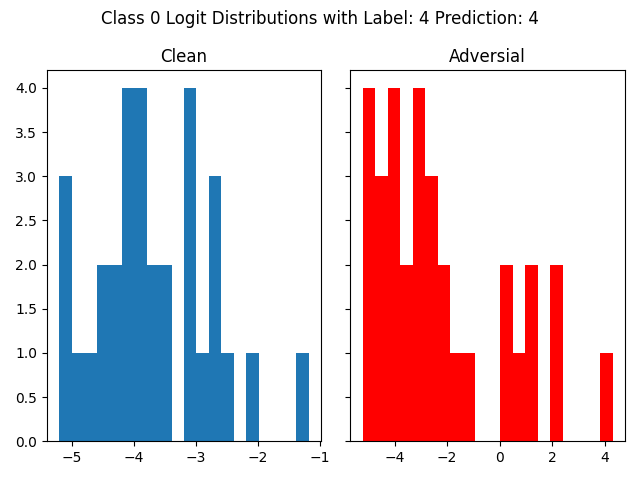 Class 0 Logit Distributions with Label: 4 Prediction: 4
Clean
Adversial
4.0
3.5
3.0
2.5
2.0
1.5
1.0
0.5
0.0
−5 −4 −3 −2 −1
−4 −2 0 2 4